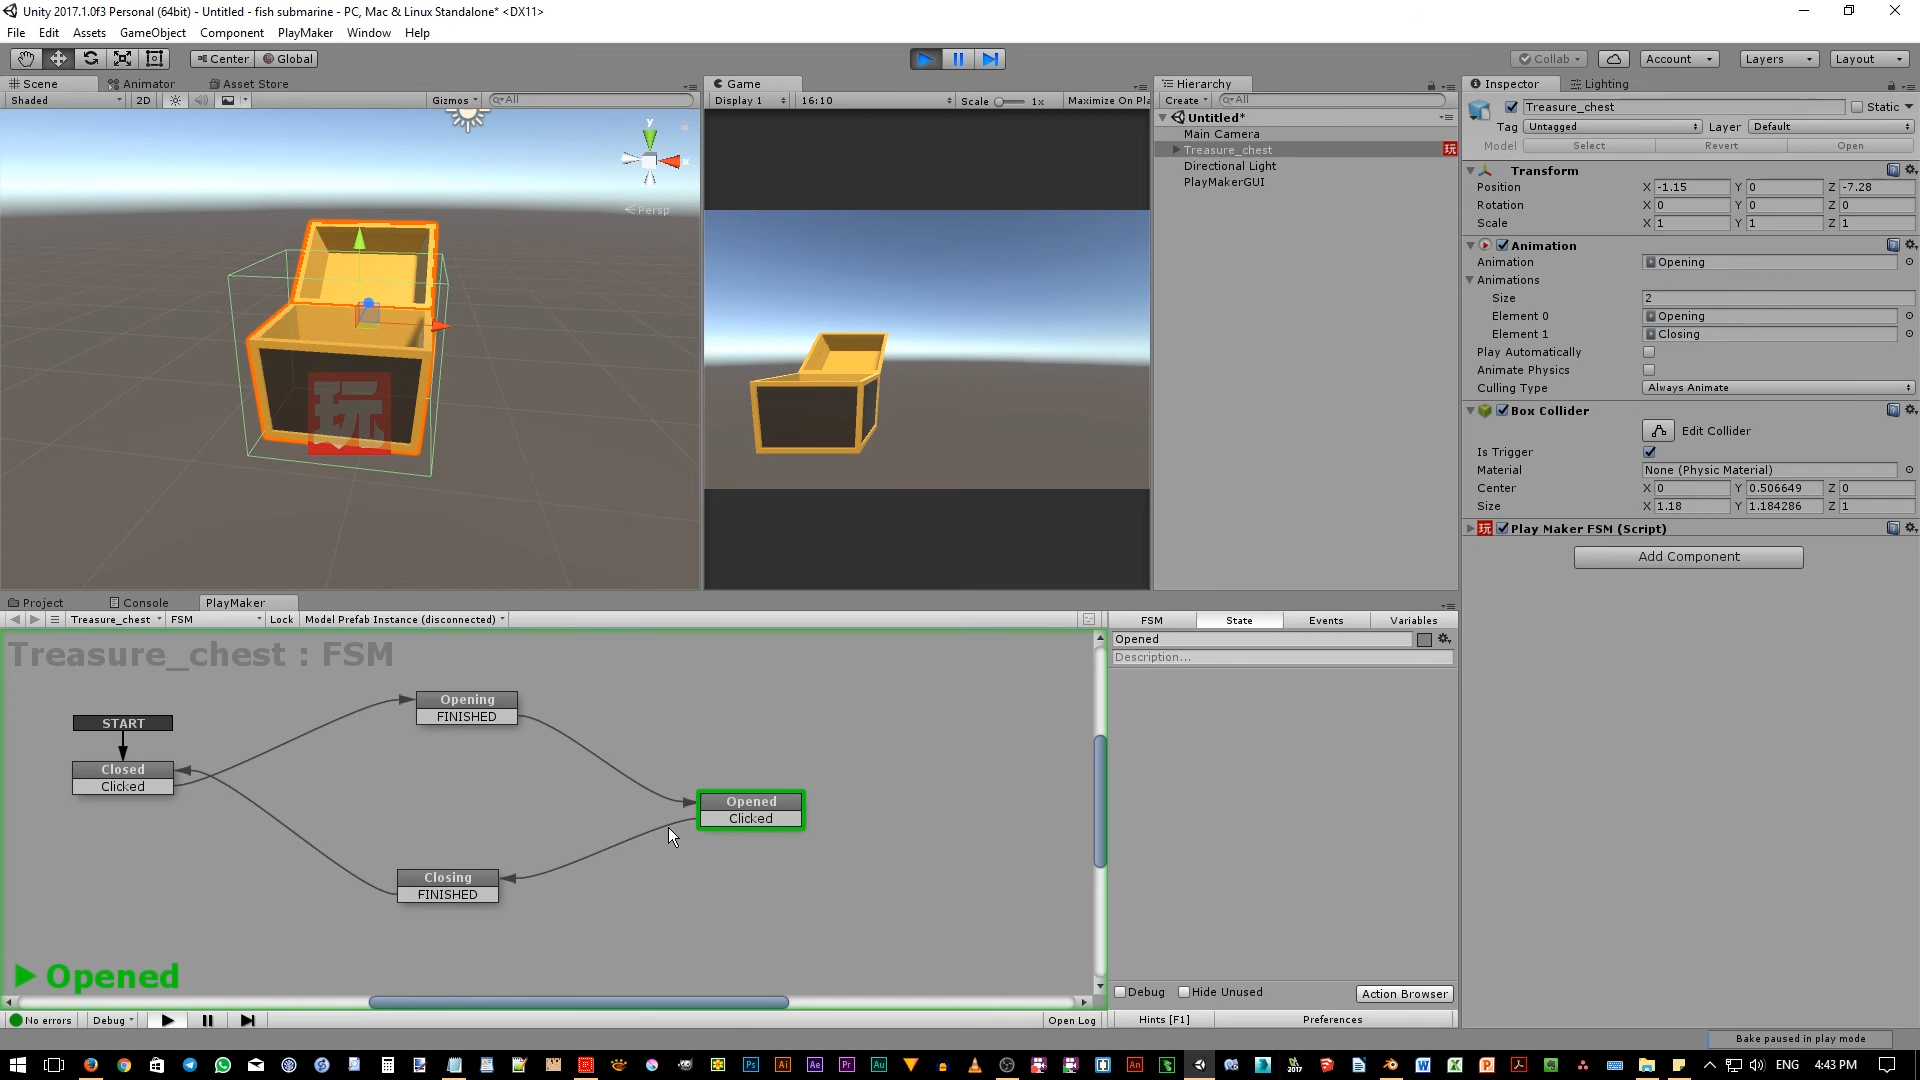 Unity 2017.1.0f3 Personal (64bit) - Untitled - fish submarine - PC, Mac & Linux Standalone* <DX11>
File Edit Assets GameObject Component PlayMaker Window Help
Center Global
Collab Account Layers Layout
Scene Animator Asset Store
Shaded 2D Gizmos All
y
x
Persp
玩
Game
Display 1 16:10 Scale 1x Maximize On Pla
Hierarchy
Create All
Untitled*
Main Camera
Treasure_chest 玩
Directional Light
PlayMakerGUI
Inspector Lighting
Treasure_chest Static
Tag Untagged Layer Default
Model Select Revert Open
Transform
Position X -1.15 Y 0 Z -7.28
Rotation X 0 Y 0 Z 0
Scale X 1 Y 1 Z 1
Animation
Animation Opening
Animations
Size 2
Element 0 Opening
Element 1 Closing
Play Automatically
Animate Physics
Culling Type Always Animate
Box Collider
Edit Collider
Is Trigger
Material None (Physic Material)
Center X 0 Y 0.506649 Z 0
Size X 1.18 Y 1.184286 Z 1
玩 Play Maker FSM (Script)
Add Component
Project Console PlayMaker
Treasure_chest FSM Lock Model Prefab Instance (disconnected)
Treasure_chest : FSM
START
Closed
Clicked
Opening
FINISHED
Opened
Clicked
Closing
FINISHED
Opened
FSM State Events Variables
Opened
Description...
Debug Hide Unused Action Browser
No errors Debug Open Log
Hints [F1] Preferences
Bake paused in play mode
ENG 4:43 PM